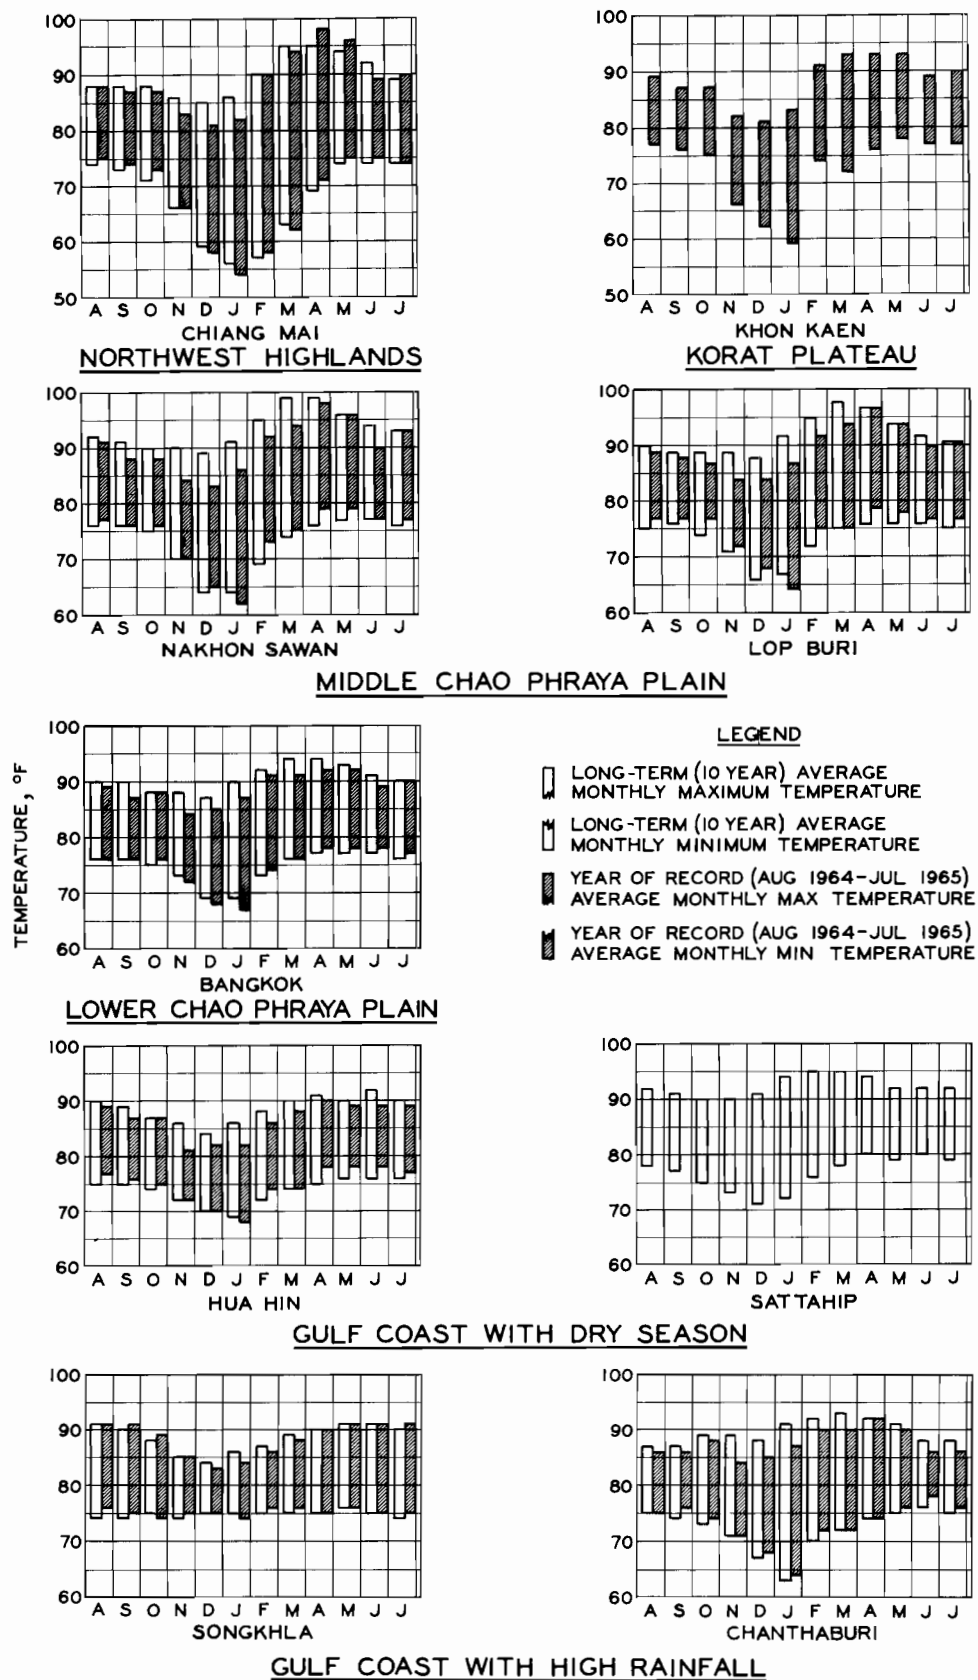 100
90
80
70
60
50
A S O N D J F M A M J J
CHIANG MAI
NORTHWEST HIGHLANDS
100
90
80
70
60
50
A S O N D J F M A M J J
KHON KAEN
KORAT PLATEAU
100
90
80
70
60
A S O N D J F M A M J J
NAKHON SAWAN
100
90
80
70
60
A S O N D J F M A M J J
LOP BURI
MIDDLE CHAO PHRAYA PLAIN
TEMPERATURE, °F
100
90
80
70
60
A S O N D J F M A M J J
BANGKOK
LOWER CHAO PHRAYA PLAIN
LEGEND
LONG-TERM (10 YEAR) AVERAGE
MONTHLY MAXIMUM TEMPERATURE
LONG-TERM (10 YEAR) AVERAGE
MONTHLY MINIMUM TEMPERATURE
YEAR OF RECORD (AUG 1964-JUL 1965)
AVERAGE MONTHLY MAX TEMPERATURE
YEAR OF RECORD (AUG 1964-JUL 1965)
AVERAGE MONTHLY MIN TEMPERATURE
100
90
80
70
60
A S O N D J F M A M J J
HUA HIN
100
90
80
70
60
A S O N D J F M A M J J
SATTAHIP
GULF COAST WITH DRY SEASON
100
90
80
70
60
A S O N D J F M A M J J
SONGKHLA
100
90
80
70
60
A S O N D J F M A M J J
CHANTHABURI
GULF COAST WITH HIGH RAINFALL